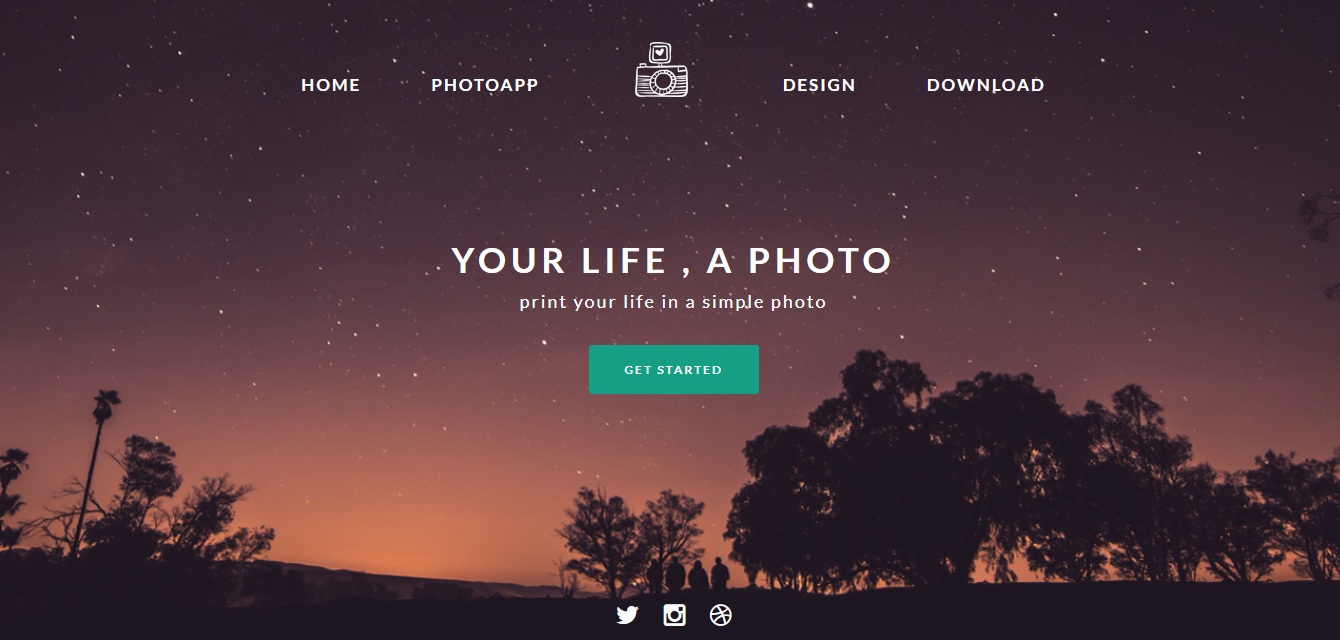 HOME PHOTOAPP DESIGN DOWNLOAD
YOUR LIFE , A PHOTO
print your life in a simple photo
GET STARTED